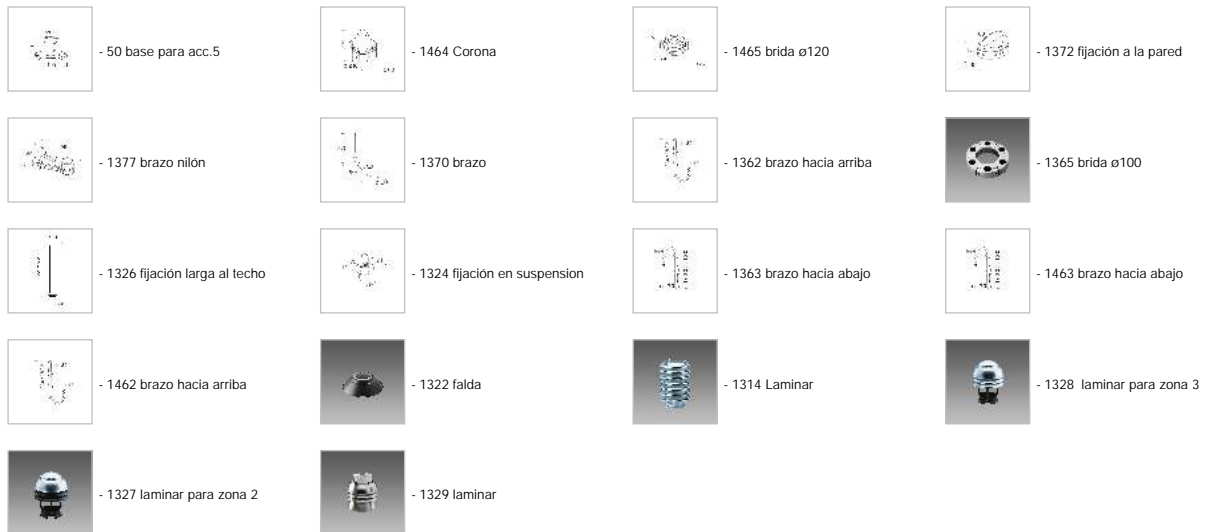 - 50 base para acc.5
- 1464 Corona
- 1465 brida ø120
- 1372 fijación a la pared
- 1377 brazo nilón
- 1370 brazo
- 1362 brazo hacia arriba
- 1365 brida ø100
- 1326 fijación larga al techo
- 1324 fijación en suspension
- 1363 brazo hacia abajo
- 1463 brazo hacia abajo
- 1462 brazo hacia arriba
- 1322 falda
- 1314 Laminar
- 1328 laminar para zona 3
- 1327 laminar para zona 2
- 1329 laminar